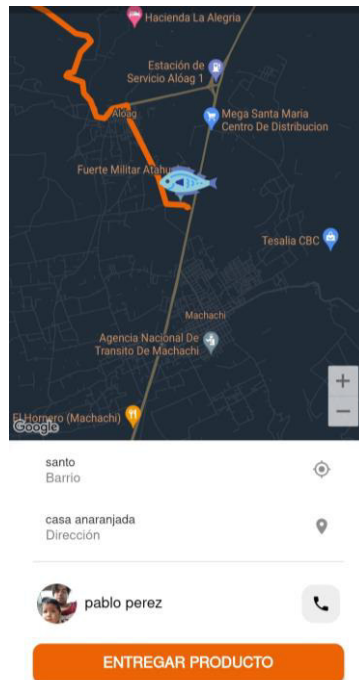 Hacienda La Alegria
Estación de
Servicio Alóag 1
Alóag
Mega Santa Maria
Centro De Distribucion
Fuerte Militar Atahu
Tesalia CBC
Machachi
Agencia Nacional De
Transito De Machachi
El Hornero (Machachi)
+
−
Google
santo
Barrio
casa anaranjada
Dirección
pablo perez
ENTREGAR PRODUCTO